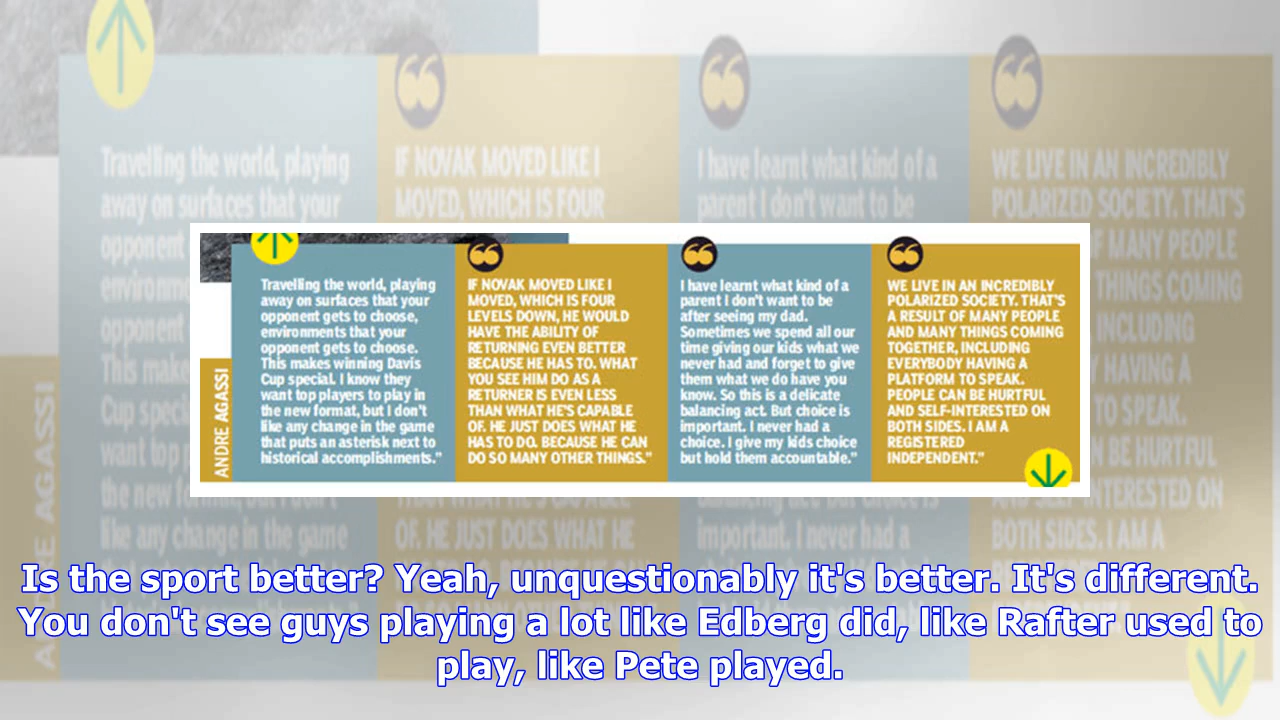 ANDRE AGASSI
Travelling the world, playing
away on surfaces that your
opponent gets to choose,
environments that your
opponent gets to choose.
This makes winning Davis
Cup special. I know they
want top players to play in
the new format, but I don't
like any change in the game
that puts an asterisk next to
historical accomplishments."
IF NOVAK MOVED LIKE I
MOVED, WHICH IS FOUR
LEVELS DOWN, HE WOULD
HAVE THE ABILITY OF
RETURNING EVEN BETTER
BECAUSE HE HAS TO. WHAT
YOU SEE HIM DO AS A
RETURNER IS EVEN LESS
THAN WHAT HE'S CAPABLE
OF. HE JUST DOES WHAT HE
HAS TO DO. BECAUSE HE CAN
DO SO MANY OTHER THINGS."
I have learnt what kind of a
parent I don't want to be
after seeing my dad.
Sometimes we spend all our
time giving our kids what we
never had and forget to give
them what we do have you
know. So this is a delicate
balancing act. But choice is
important. I never had a
choice. I give my kids choice
but hold them accountable."
WE LIVE IN AN INCREDIBLY
POLARIZED SOCIETY. THAT'S
A RESULT OF MANY PEOPLE
AND MANY THINGS COMING
TOGETHER, INCLUDING
EVERYBODY HAVING A
PLATFORM TO SPEAK.
PEOPLE CAN BE HURTFUL
AND SELF-INTERESTED ON
BOTH SIDES. I AM A
REGISTERED
INDEPENDENT."
Is the sport better? Yeah, unquestionably it's better. It's different.
You don't see guys playing a lot like Edberg did, like Rafter used to
play, like Pete played.